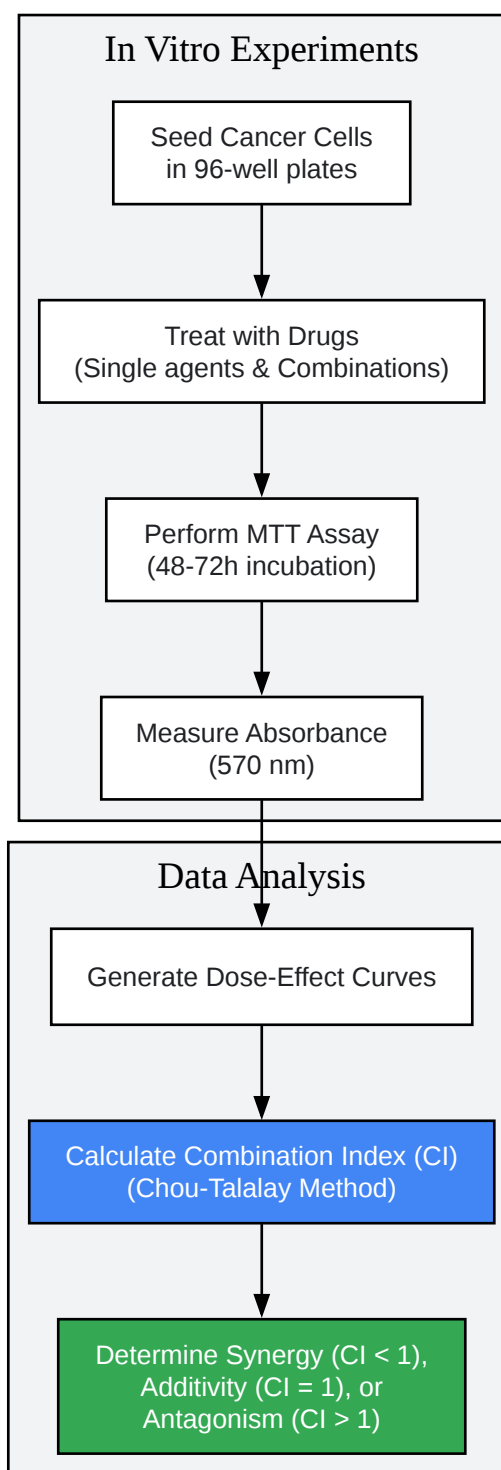 In Vitro Experiments
Seed Cancer Cells
in 96-well plates
Treat with Drugs
(Single agents & Combinations)
Perform MTT Assay
(48-72h incubation)
Measure Absorbance
(570 nm)
Data Analysis
Generate Dose-Effect Curves
Calculate Combination Index (CI)
(Chou-Talalay Method)
Determine Synergy (CI < 1),
Additivity (CI = 1), or
Antagonism (CI > 1)